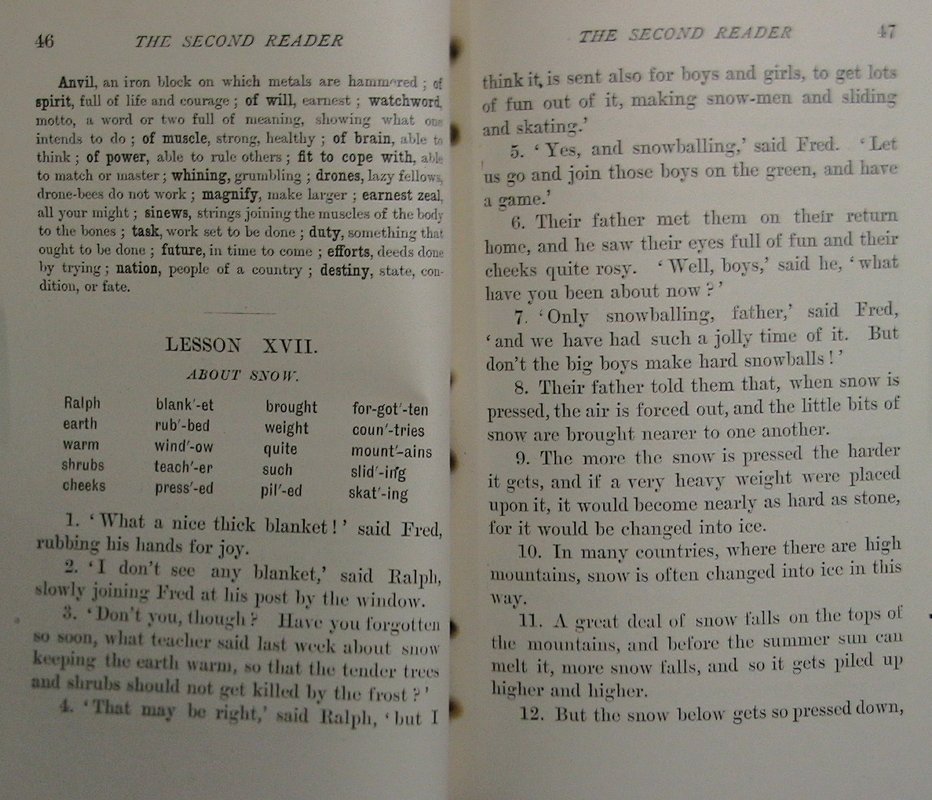 46 THE SECOND READER
Anvil, an iron block on which metals are hammered ; of
spirit, full of life and courage ; of will, earnest ; watchword,
motto, a word or two full of meaning, showing what one
intends to do ; of muscle, strong, healthy ; of brain, able to
think ; of power, able to rule others ; fit to cope with, able
to match or master ; whining, grumbling ; drones, lazy fellows,
drone-bees do not work ; magnify, make larger ; earnest zeal,
all your might ; sinews, strings joining the muscles of the body
to the bones ; task, work set to be done ; duty, something that
ought to be done ; future, in time to come ; efforts, deeds done
by trying ; nation, people of a country ; destiny, state, con-
dition, or fate.
LESSON XVII.
ABOUT SNOW.
Ralph blank'-et brought for-got'-ten
earth rub'-bed weight coun'-tries
warm wind'-ow quite mount'-ains
shrubs teach'-er such slid'-ing
cheeks press'-ed pil'-ed skat'-ing
1. ‘What a nice thick blanket!’ said Fred,
rubbing his hands for joy.
2. ‘I don't see any blanket,’ said Ralph,
slowly joining Fred at his post by the window.
3. ‘Don't you, though? Have you forgotten
so soon, what teacher said last week about snow
keeping the earth warm, so that the tender trees
and shrubs should not get killed by the frost?’
4. ‘That may be right,’ said Ralph, ‘but I
THE SECOND READER 47
think it, is sent also for boys and girls, to get lots
of fun out of it, making snow-men and sliding
and skating.’
5. ‘Yes, and snowballing,’ said Fred. ‘Let
us go and join those boys on the green, and have
a game.’
6. Their father met them on their return
home, and he saw their eyes full of fun and their
cheeks quite rosy. ‘Well, boys,’ said he, ‘what
have you been about now?’
7. ‘Only snowballing, father,’ said Fred,
‘and we have had such a jolly time of it. But
don't the big boys make hard snowballs!’
8. Their father told them that, when snow is
pressed, the air is forced out, and the little bits of
snow are brought nearer to one another.
9. The more the snow is pressed the harder
it gets, and if a very heavy weight were placed
upon it, it would become nearly as hard as stone,
for it would be changed into ice.
10. In many countries, where there are high
mountains, snow is often changed into ice in this
way.
11. A great deal of snow falls on the tops of
the mountains, and before the summer sun can
melt it, more snow falls, and so it gets piled up
higher and higher.
12. But the snow below gets so pressed down,